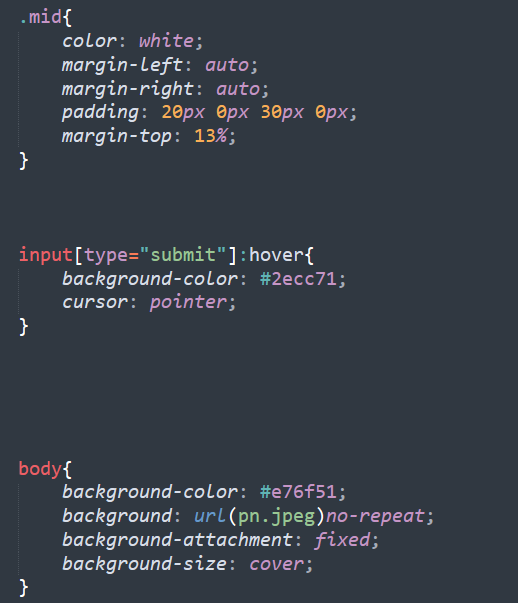 .mid{
    color: white;
    margin-left: auto;
    margin-right: auto;
    padding: 20px 0px 30px 0px;
    margin-top: 13%;
}
input[type="submit"]:hover{
    background-color: #2ecc71;
    cursor: pointer;
}
body{
    background-color: #e76f51;
    background: url(pn.jpeg)no-repeat;
    background-attachment: fixed;
    background-size: cover;
}